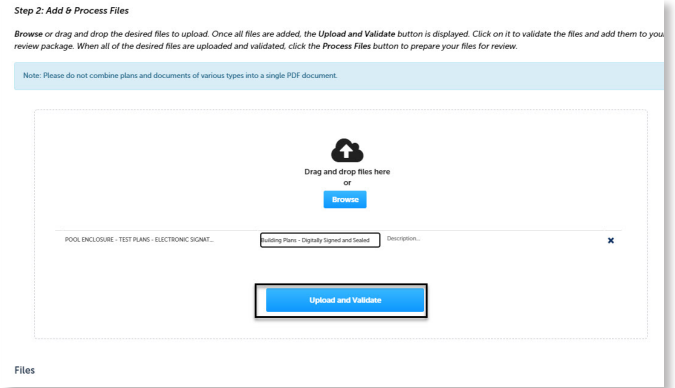 Step 2: Add & Process Files
Browse or drag and drop the desired files to upload. Once all files are added, the Upload and Validate button is displayed. Click on it to validate the files and add them to you
review package. When all of the desired files are uploaded and validated, click the Process Files button to prepare your files for review.
Note: Please do not combine plans and documents of various types into a single PDF document.
Drag and drop files here
or
Browse
POOL ENCLOSURE - TEST PLANS - ELECTRONIC SIGNAT... Building Plans - Digitally Signed and Sealed Description...
Upload and Validate
Files